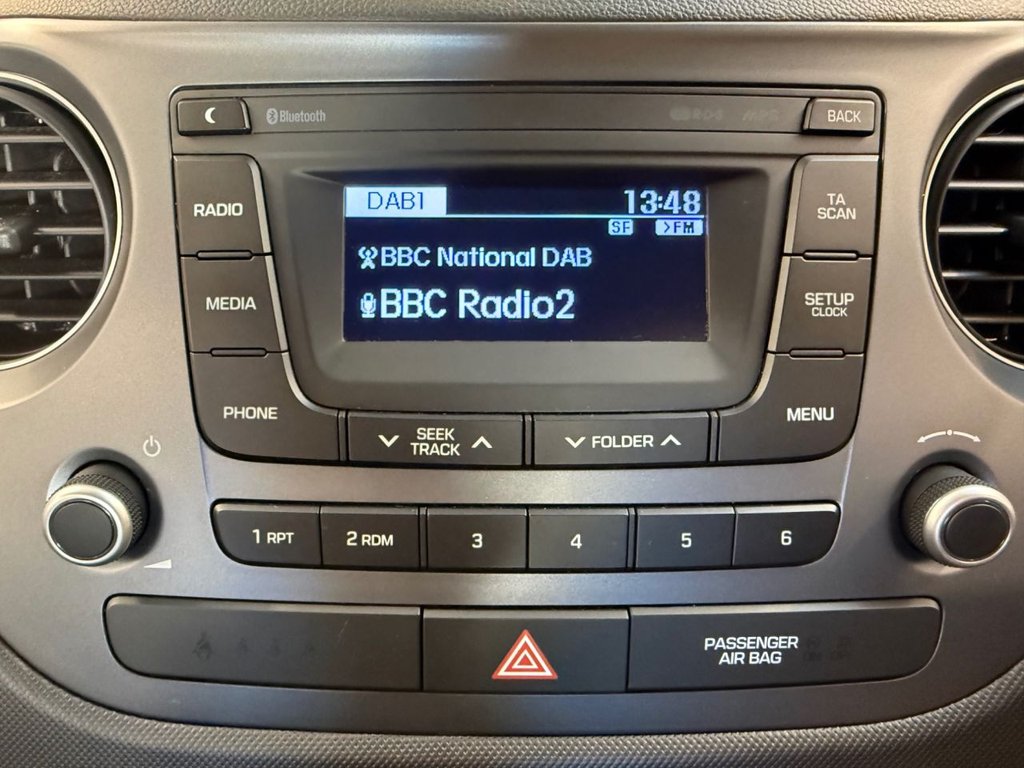 Bluetooth
R·D·S
BACK
DAB1
13:48
SF >FM
BBC National DAB
BBC Radio2
RADIO
MEDIA
PHONE
TA
SCAN
SETUP
CLOCK
MENU
SEEK
TRACK
FOLDER
1 RPT
2 RDM
3
4
5
6
PASSENGER
AIR BAG